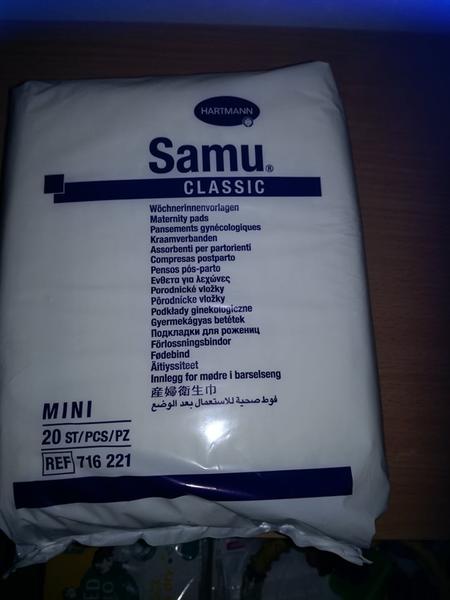 HARTMANN
Samu®
CLASSIC
Wöchnerinnenvorlagen
Maternity pads
Pansements gynécologiques
Kraamverbanden
Assorbenti per partorienti
Compresas postparto
Pensos pós-parto
Ενθετα για λεχώνες
Porodnické vložky
Pôrodnícke vložky
Podkłady ginekologiczne
Gyermekágyas betétek
Подкладки для рожениц
Förlossningsbindor
Fødebind
Äitiyssiteet
Innlegg for mødre i barselseng
産婦衛生巾
فوط صحية للاستعمال بعد الوضع
MINI
20 ST/PCS/PZ
REF 716 221